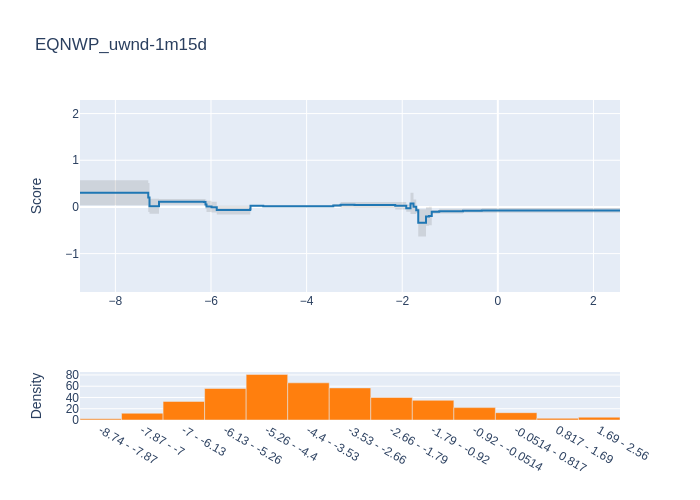 EQNWP_uwnd-1m15d
2
1
0
−1
Score
−8
−6
−4
−2
0
2
80
60
40
20
0
Density
-8.74 - -7.87
-7.87 - -7
-7 - -6.13
-6.13 - -5.26
-5.26 - -4.4
-4.4 - -3.53
-3.53 - -2.66
-2.66 - -1.79
-1.79 - -0.92
-0.92 - -0.0514
-0.0514 - 0.817
0.817 - 1.69
1.69 - 2.56